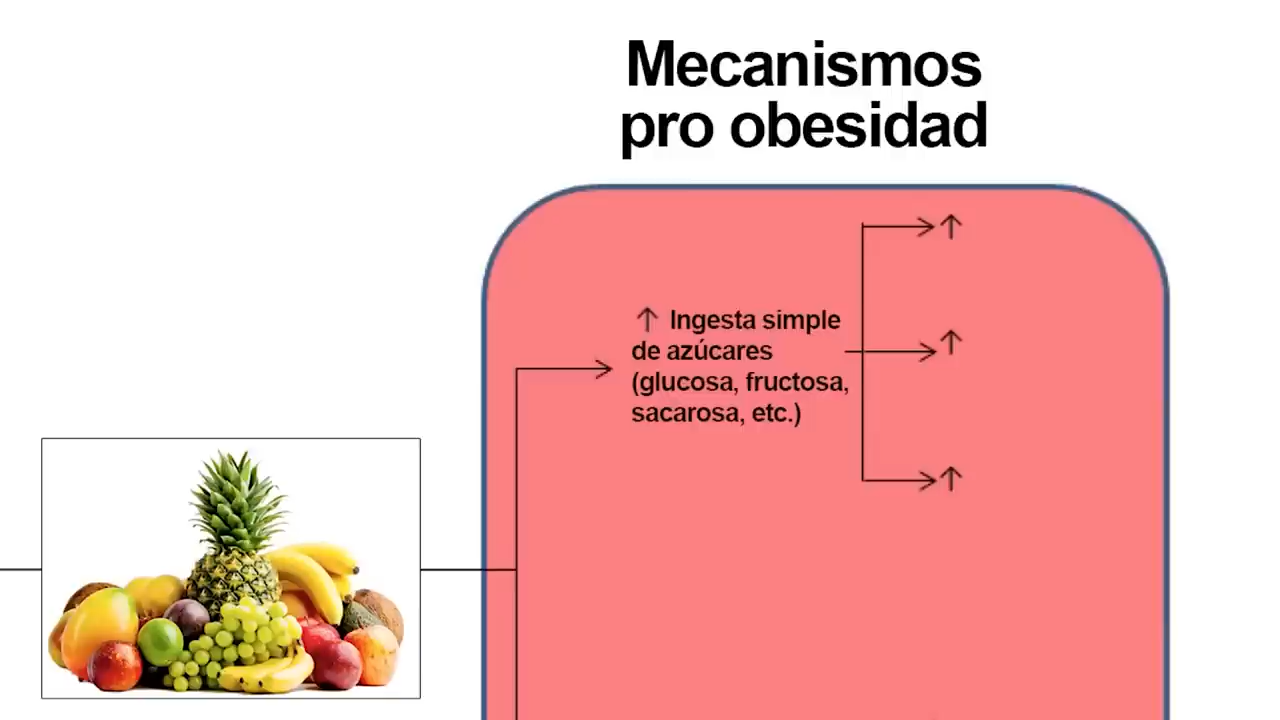 Mecanismos
pro obesidad
↑ Ingesta simple
de azúcares
(glucosa, fructosa,
sacarosa, etc.)
↑
↑
↑